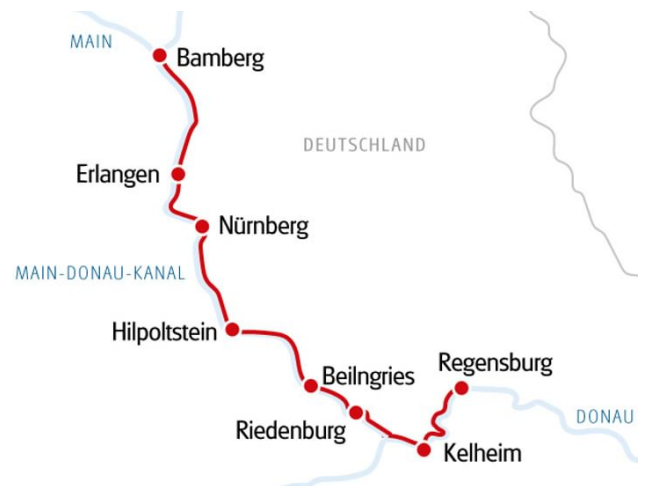 MAIN
Bamberg
DEUTSCHLAND
Erlangen
Nürnberg
MAIN-DONAU-KANAL
Hilpoltstein
Regensburg
Beilngries
DONAU
Riedenburg
Kelheim